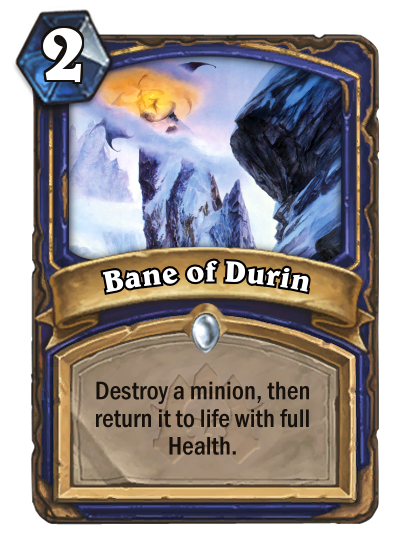 2
Bane of Durin
Destroy a minion, then
return it to life with full
Health.